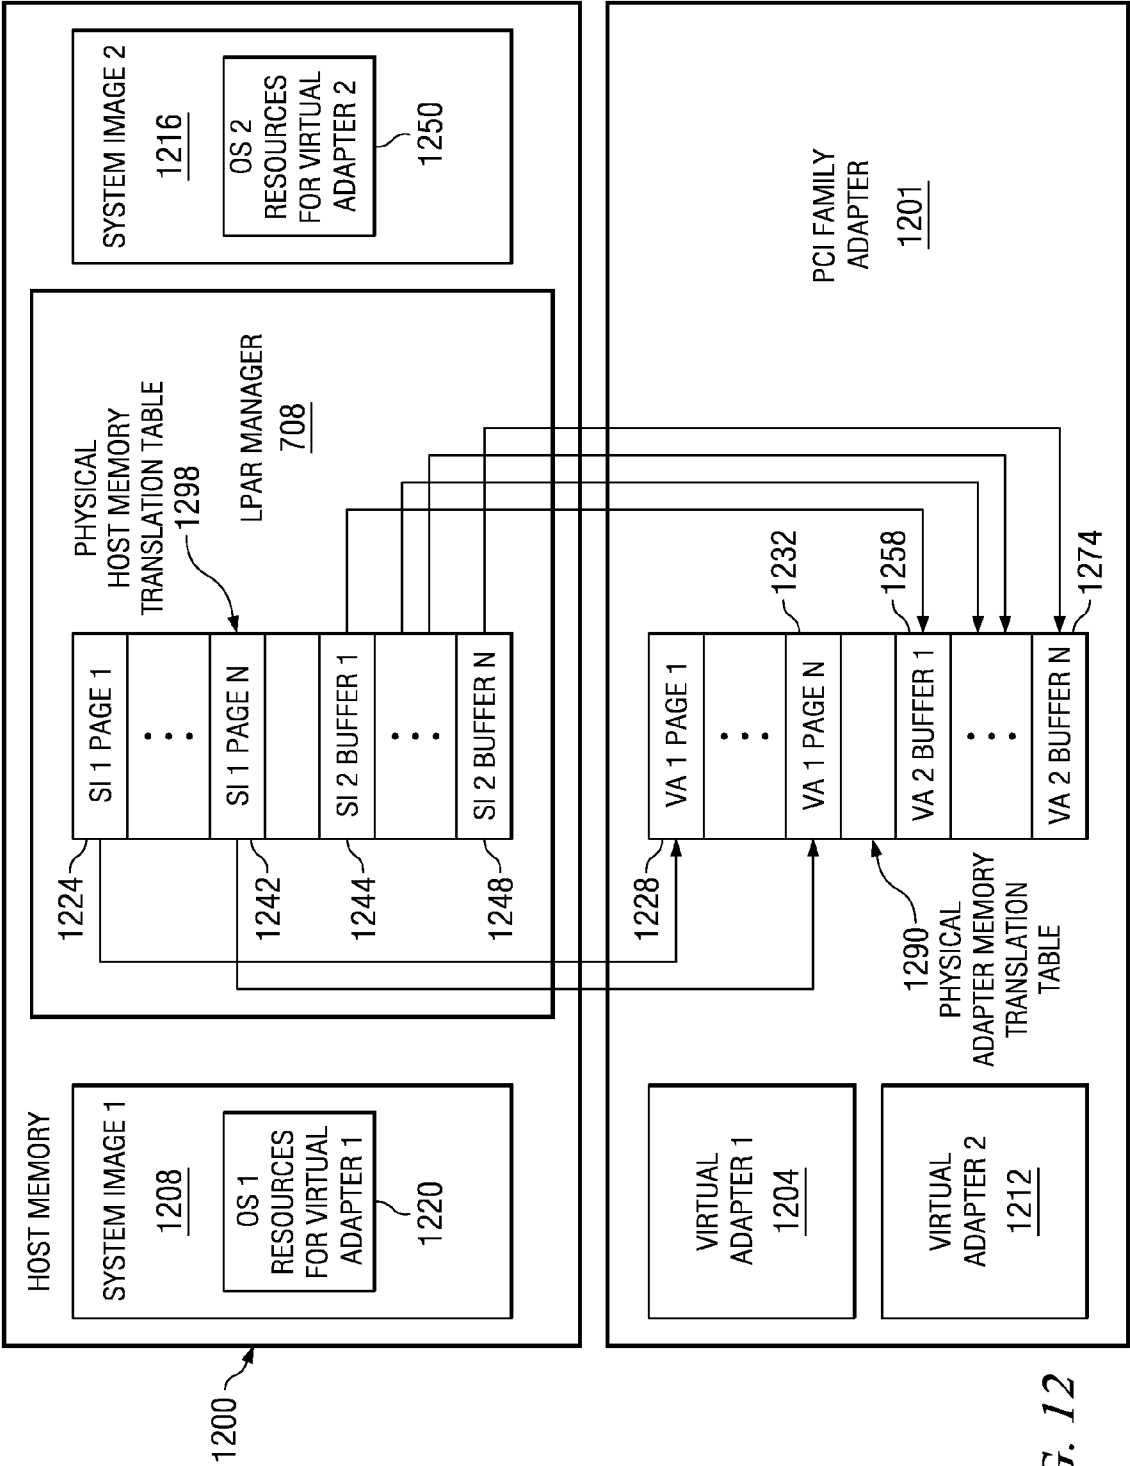 HOST MEMORY
1200
SYSTEM IMAGE 1
1208
OS 1
RESOURCES
FOR VIRTUAL
ADAPTER 1
1220
PHYSICAL
HOST MEMORY
TRANSLATION TABLE
1298
LPAR MANAGER
708
1224
SI 1 PAGE 1
• • •
1242
SI 1 PAGE N
1244
SI 2 BUFFER 1
• • •
1248
SI 2 BUFFER N
SYSTEM IMAGE 2
1216
OS 2
RESOURCES
FOR VIRTUAL
ADAPTER 2
1250
VIRTUAL
ADAPTER 1
1204
VIRTUAL
ADAPTER 2
1212
1228
VA 1 PAGE 1
• • •
VA 1 PAGE N
1232
VA 2 BUFFER 1
1258
• • •
VA 2 BUFFER N
1274
1290
PHYSICAL
ADAPTER MEMORY
TRANSLATION
TABLE
PCI FAMILY
ADAPTER
1201
G. 12